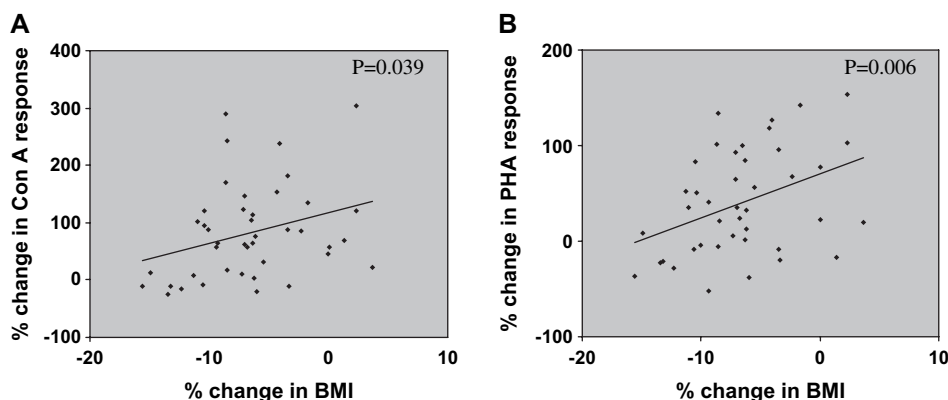 A
% change in Con A response
400
300
200
100
0
-100
-20
-10
0
10
% change in BMI
P=0.039
B
% change in PHA response
200
100
0
-100
-20
-10
0
10
% change in BMI
P=0.006